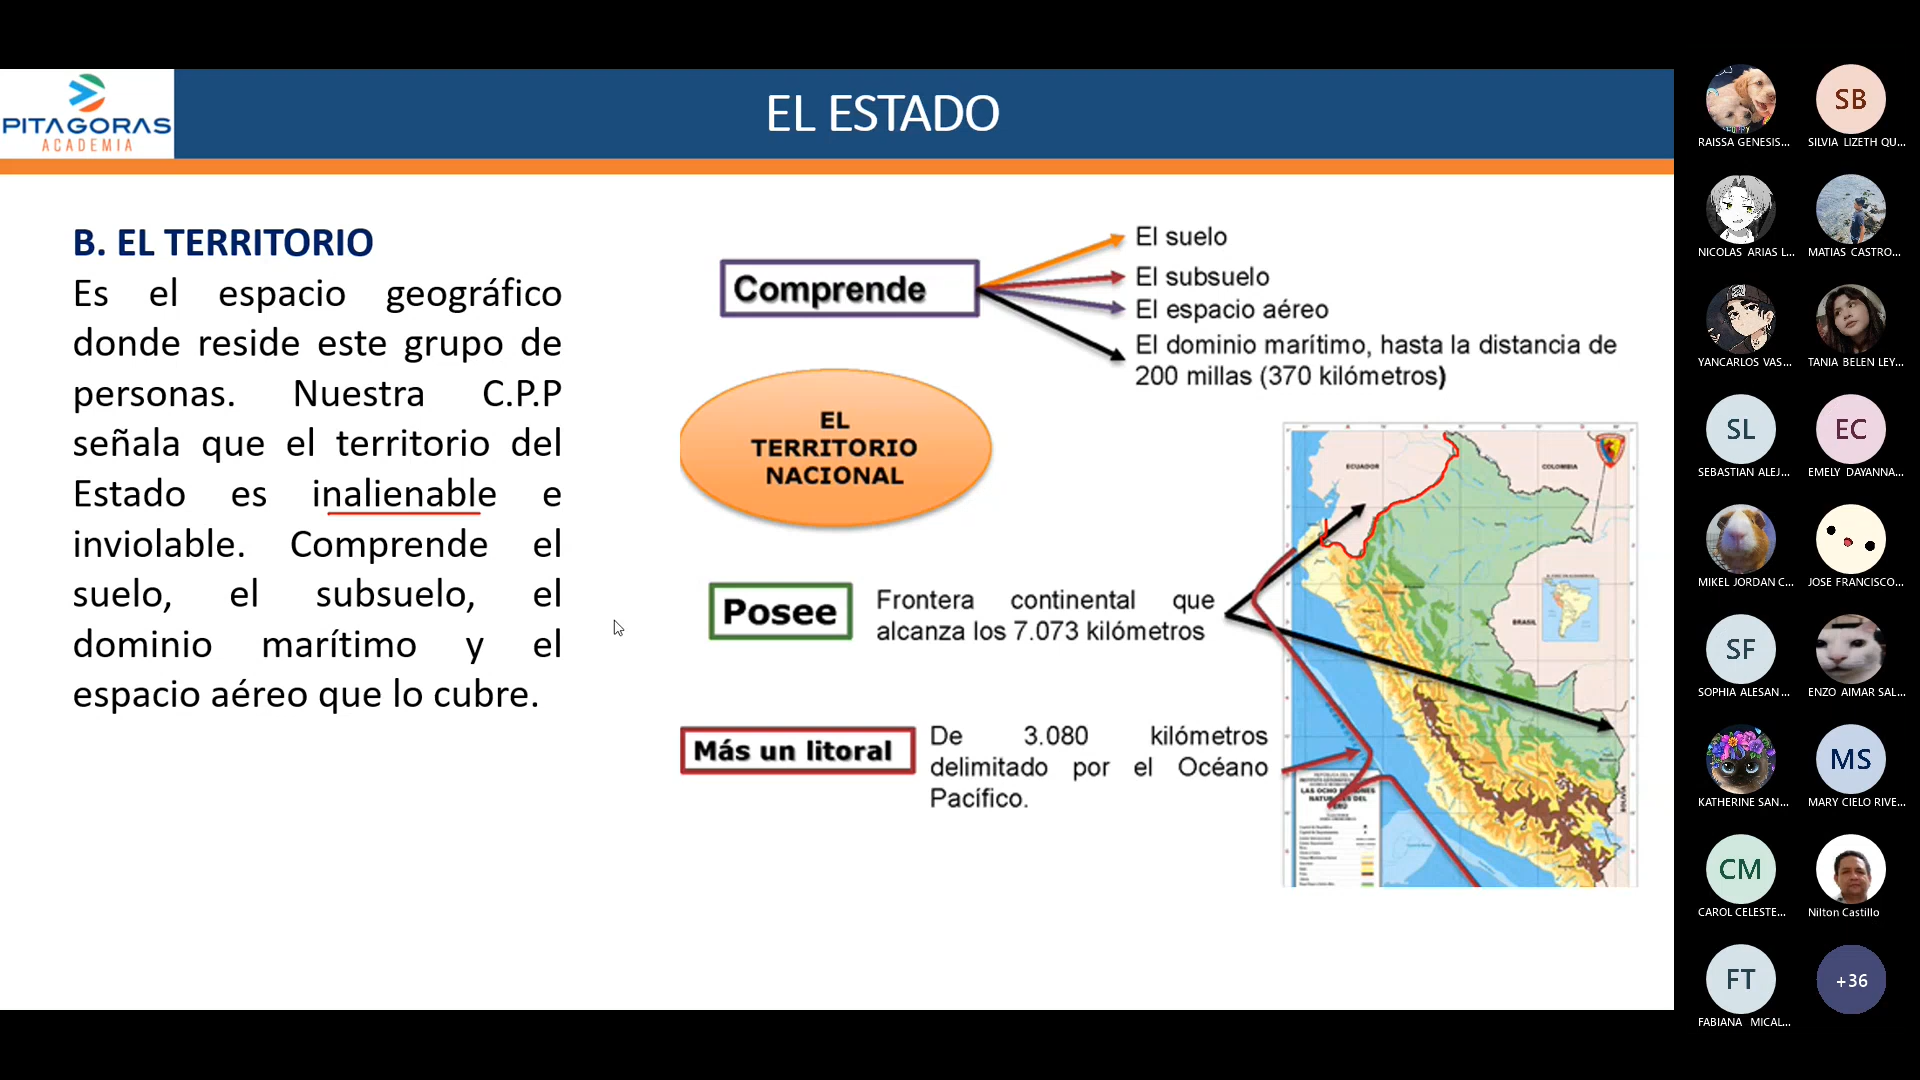 PITAGORAS
ACADEMIA
EL ESTADO
B. EL TERRITORIO
Es el espacio geográfico
donde reside este grupo de
personas. Nuestra C.P.P
señala que el territorio del
Estado es inalienable e
inviolable. Comprende el
suelo, el subsuelo, el
dominio marítimo y el
espacio aéreo que lo cubre.
Comprende
El suelo
El subsuelo
El espacio aéreo
El dominio marítimo, hasta la distancia de
200 millas (370 kilómetros)
EL
TERRITORIO
NACIONAL
Posee
Frontera continental que
alcanza los 7.073 kilómetros
Más un litoral
De 3.080 kilómetros
delimitado por el Océano
Pacífico.
ECUADOR
COLOMBIA
BRASIL
BOLIVIA
RAISSA GENESIS...
SB
SILVIA LIZETH QU...
NICOLAS ARIAS L...
MATIAS CASTRO...
YANCARLOS VAS...
TANIA BELEN LEY...
SL
SEBASTIAN ALEJ...
EC
EMELY DAYANNA...
MIKEL JORDAN C...
JOSE FRANCISCO...
SF
SOPHIA ALESAN...
ENZO AIMAR SAL...
KATHERINE SAN...
MS
MARY CIELO RIVE...
CM
CAROL CELESTE...
Nilton Castillo
FT
FABIANA MICAL...
+36